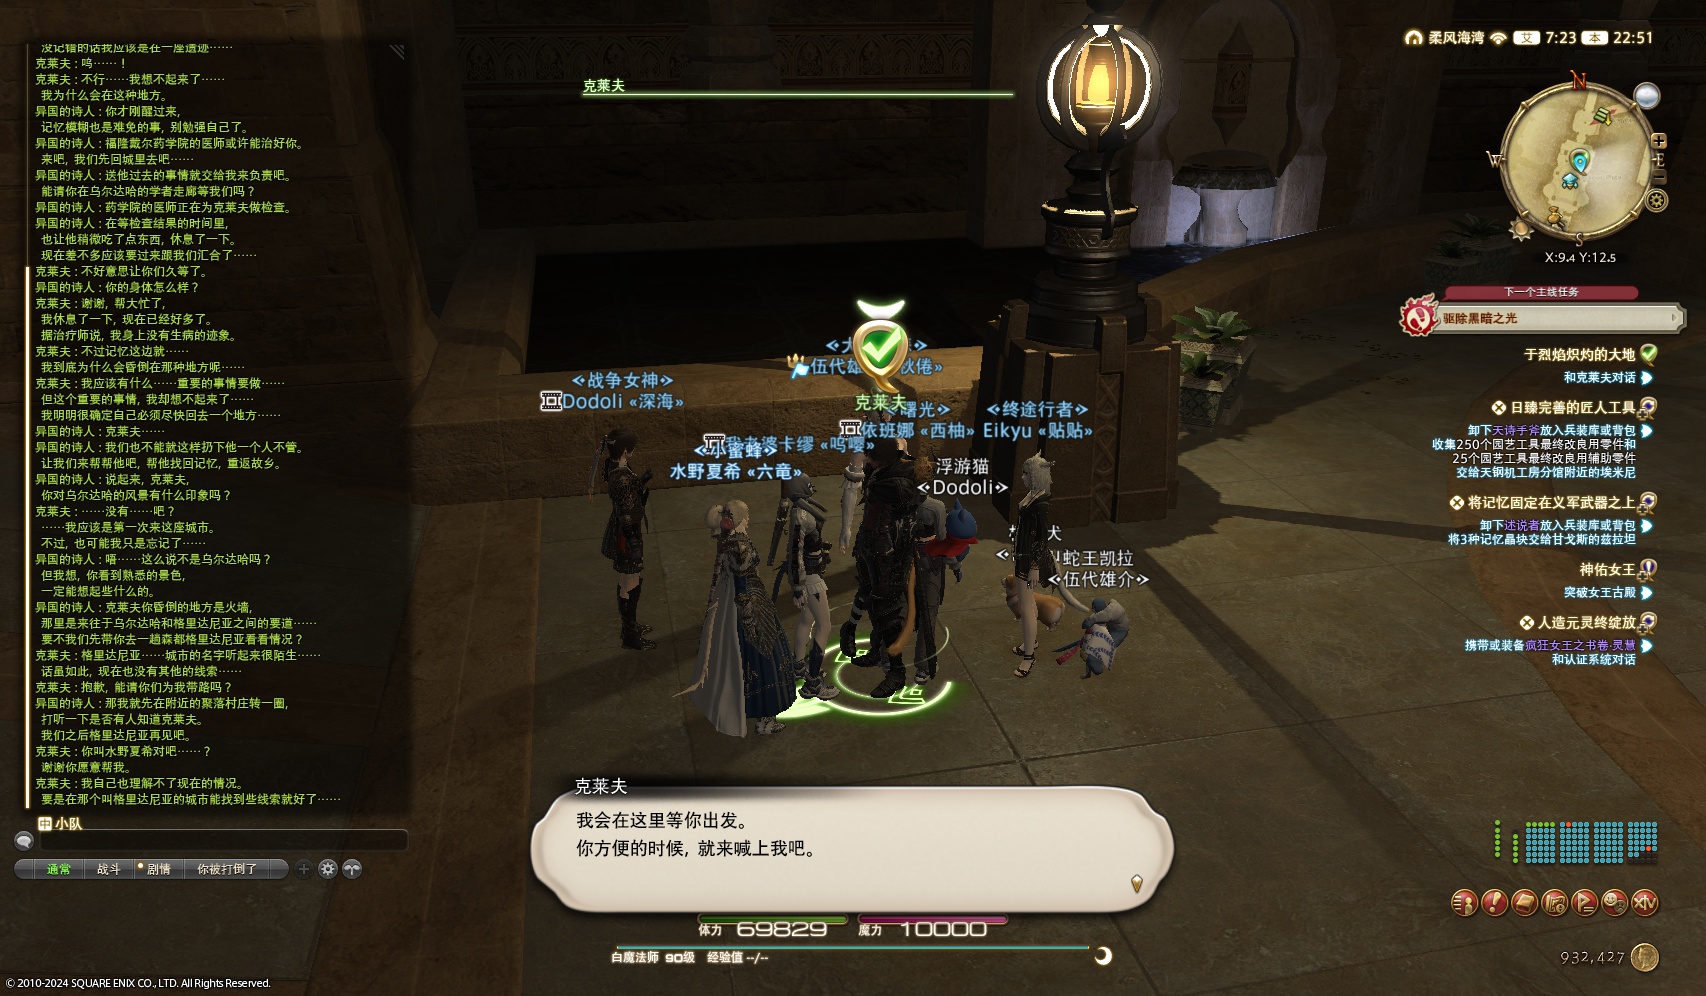 没记错的话我应该是在一座遗迹……
克莱夫：呜……！
克莱夫：不行……我想不起来了……
我为什么会在这种地方。
异国的诗人：你才刚醒过来，
记忆模糊也是难免的事，别勉强自己了。
异国的诗人：福隆戴尔药学院的医师或许能治好你。
来吧，我们先回城里去吧……
异国的诗人：送他过去的事情就交给我来负责吧。
能请你在乌尔达哈的学者走廊等我们吗？
异国的诗人：药学院的医师正在为克莱夫做检查。
异国的诗人：在等检查结果的时间里，
也让他稍微吃了点东西，休息了一下。
现在差不多应该要过来跟我们汇合了……
克莱夫：不好意思让你们久等了。
异国的诗人：你的身体怎么样？
克莱夫：谢谢，帮大忙了，
我休息了一下，现在已经好多了。
据治疗师说，我身上没有生病的迹象。
克莱夫：不过记忆这边就……
我到底为什么会昏倒在那种地方呢……
克莱夫：我应该有什么……重要的事情要做……
但这个重要的事情，我却想不起来了……
我明明很确定自己必须尽快回去一个地方……
异国的诗人：克莱夫……
异国的诗人：我们也不能就这样扔下他一个人不管。
让我们来帮帮他吧，帮他找回记忆，重返故乡。
异国的诗人：说起来，克莱夫，
你对乌尔达哈的风景有什么印象吗？
克莱夫：……没有……吧？
……我应该是第一次来这座城市。
不过，也可能我只是忘记了……
异国的诗人：唔……这么说不是乌尔达哈吗？
但我想，你看到熟悉的景色，
一定能想起些什么的。
异国的诗人：克莱夫你昏倒的地方是火墙，
那里是来往于乌尔达哈和格里达尼亚之间的要道……
要不我们先带你去一趟森都格里达尼亚看看情况？
克莱夫：格里达尼亚……城市的名字听起来很陌生……
话虽如此，现在也没有其他的线索……
克莱夫：抱歉，能请你们为我带路吗？
异国的诗人：那我就先在附近的聚落村庄转一圈，
打听一下是否有人知道克莱夫。
我们之后格里达尼亚再见吧。
克莱夫：你叫水野夏希对吧……？
谢谢你愿意帮我。
克莱夫：我自己也理解不了现在的情况。
要是在那个叫格里达尼亚的城市能找到些线索就好了……
中 小队
通常 战斗 剧情 你被打倒了
© 2010-2024 SQUARE ENIX CO., LTD. All Rights Reserved.
克莱夫
«战争女神»
Dodoli «深海»
伍代雄
克莱夫
曙光»
依班娜 «西柚»
«终途行者»
Eikyu «贴贴»
老婆卡缪 «呜嘤»
«小蜜蜂»
水野夏希 «六竜»
浮游猫
«Dodoli»
犬
蛇王凯拉
«伍代雄介»
克莱夫
我会在这里等你出发。
你方便的时候，就来喊上我吧。
体力 69829 魔力 10000
白魔法师 90级 经验值 --/--
柔风海湾 艾 7:23 本 22:51
N
W E
S
X:9.4 Y:12.5
下一个主线任务
驱除黑暗之光
于烈焰炽灼的大地
和克莱夫对话
日臻完善的匠人工具
卸下天诗手斧放入兵装库或背包
收集250个园艺工具最终改良用零件和
25个园艺工具最终改良用辅助零件
交给天钢机工房分馆附近的埃米尼
将记忆固定在义军武器之上
卸下述说者放入兵装库或背包
将3种记忆晶块交给甘戈斯的兹拉坦
神佑女王
突破女王古殿
人造元灵终绽放
携带或装备疯狂女王之书卷·灵慧
和认证系统对话
XIV
932,427